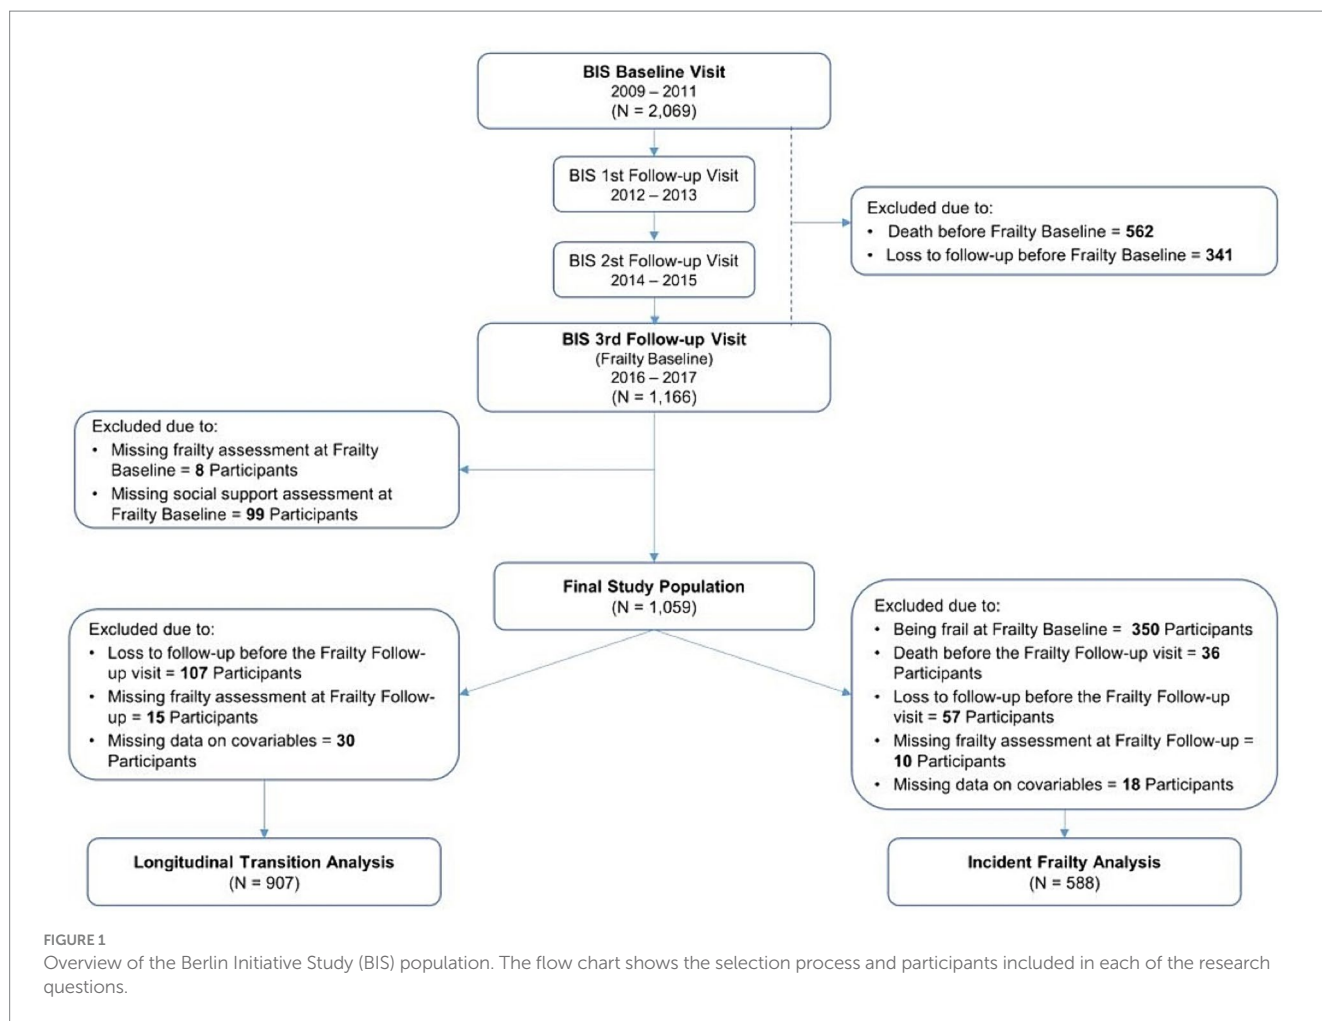 BIS Baseline Visit
2009 – 2011
(N = 2,069)
BIS 1st Follow-up Visit
2012 – 2013
Excluded due to:
• Death before Frailty Baseline = 562
• Loss to follow-up before Frailty Baseline = 341
BIS 2st Follow-up Visit
2014 – 2015
BIS 3rd Follow-up Visit
(Frailty Baseline)
2016 – 2017
(N = 1,166)
Excluded due to:
• Missing frailty assessment at Frailty
Baseline = 8 Participants
• Missing social support assessment at
Frailty Baseline = 99 Participants
Final Study Population
(N = 1,059)
Excluded due to:
• Loss to follow-up before the Frailty Follow-
up visit = 107 Participants
• Missing frailty assessment at Frailty Follow-
up = 15 Participants
• Missing data on covariables = 30
Participants
Excluded due to:
• Being frail at Frailty Baseline = 350 Participants
• Death before the Frailty Follow-up visit = 36
Participants
• Loss to follow-up before the Frailty Follow-up
visit = 57 Participants
• Missing frailty assessment at Frailty Follow-up =
10 Participants
• Missing data on covariables = 18 Participants
Longitudinal Transition Analysis
(N = 907)
Incident Frailty Analysis
(N = 588)
FIGURE 1
Overview of the Berlin Initiative Study (BIS) population. The flow chart shows the selection process and participants included in each of the research
questions.